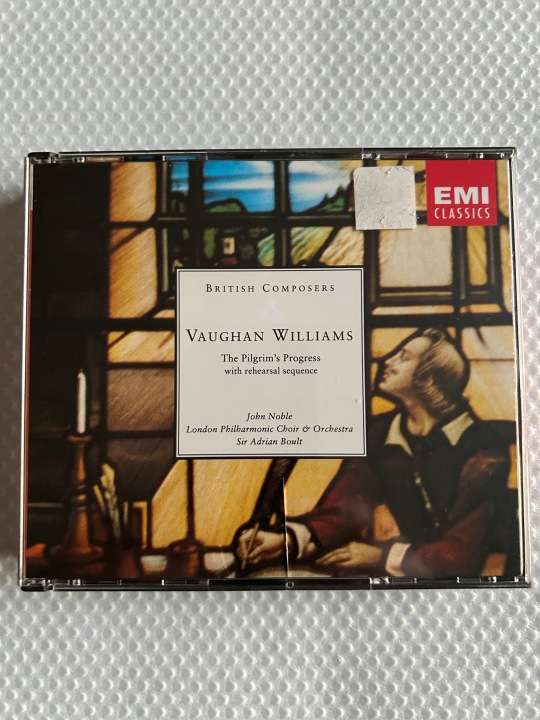 EMI
CLASSICS
BRITISH COMPOSERS
VAUGHAN WILLIAMS
The Pilgrim's Progress
with rehearsal sequence
John Noble
London Philharmonic Choir & Orchestra
Sir Adrian Boult